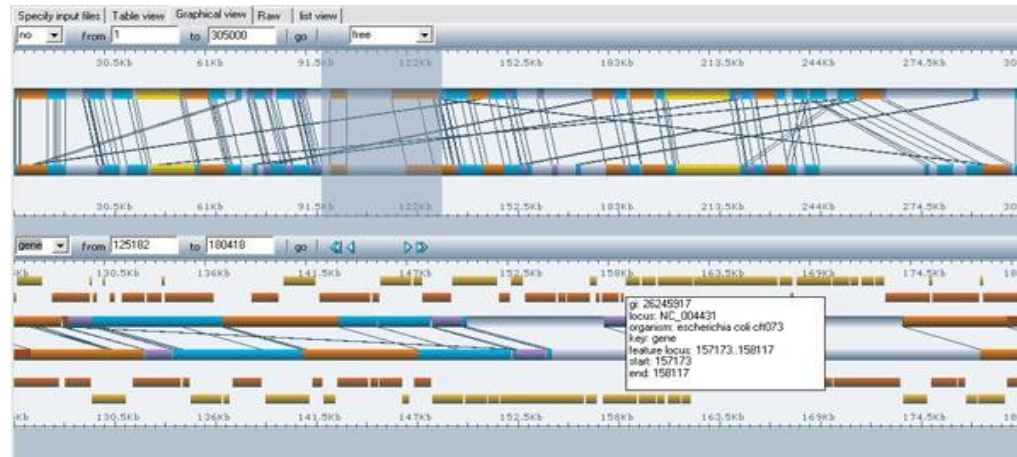 Specify input files Table view Graphical view Raw list view
no from 1 to 305000 go free
30.5Kb 61Kb 91.5Kb 122Kb 152.5Kb 183Kb 213.5Kb 244Kb 274.5Kb
30.5Kb 61Kb 91.5Kb 122Kb 152.5Kb 183Kb 213.5Kb 244Kb 274.5Kb
gene from 125182 to 180418 go
130.5Kb 136Kb 141.5Kb 147Kb 152.5Kb 158Kb 163.5Kb 169Kb 174.5Kb
gi: 26245917
locus: NC_004431
organism: escherichia coli cft073
key: gene
feature locus: 157173..158117
start: 157173
end: 158117
130.5Kb 136Kb 141.5Kb 147Kb 152.5Kb 158Kb 163.5Kb 169Kb 174.5Kb